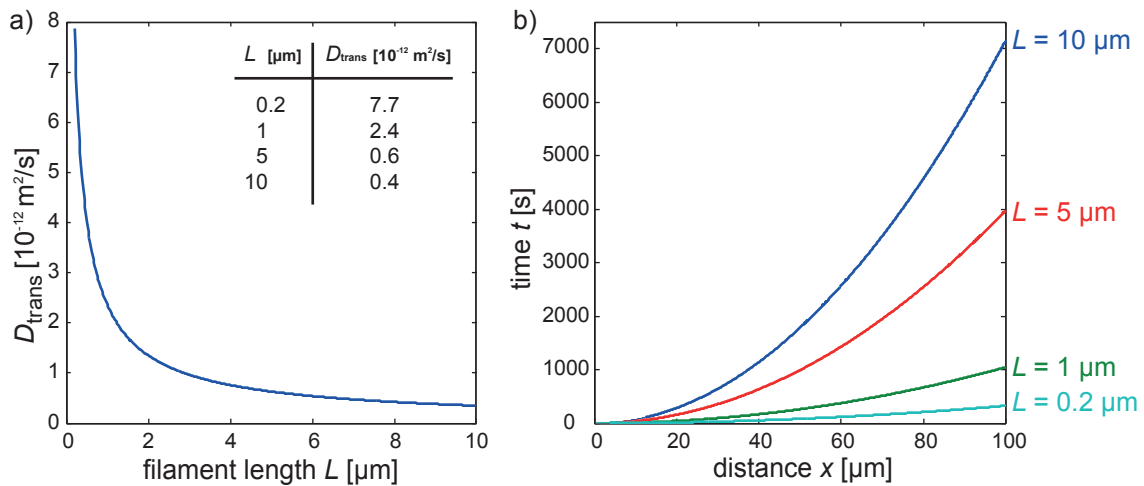 a)
D_trans [10⁻¹² m²/s]
8
7
6
5
4
3
2
1
0
0 2 4 6 8 10
filament length L [µm]
L [µm] D_trans [10⁻¹² m²/s]
0.2 7.7
1 2.4
5 0.6
10 0.4
b)
time t [s]
7000
6000
5000
4000
3000
2000
1000
0
0 20 40 60 80 100
distance x [µm]
L = 10 µm
L = 5 µm
L = 1 µm
L = 0.2 µm